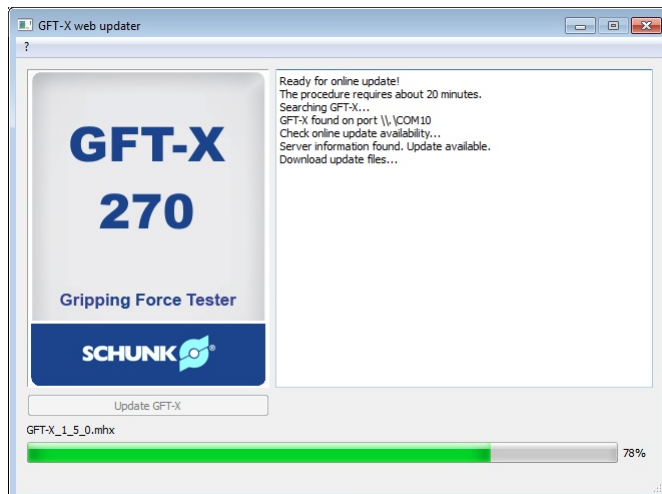 GFT-X web updater
?
GFT-X
270
Gripping Force Tester
SCHUNK®
Ready for online update!
The procedure requires about 20 minutes.
Searching GFT-X...
GFT-X found on port \\.\COM10
Check online update availability...
Server information found. Update available.
Download update files...
Update GFT-X
GFT-X_1_5_0.mhx
78%